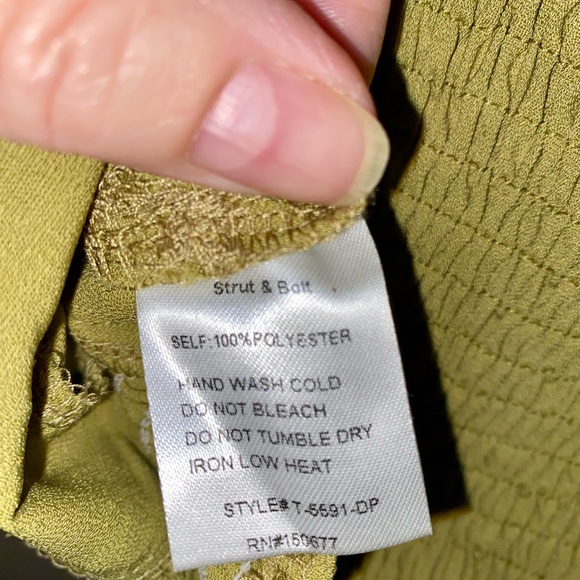 Strut & Bolt
SELF:100%POLYESTER
HAND WASH COLD
DO NOT BLEACH
DO NOT TUMBLE DRY
IRON LOW HEAT
STYLE# T-5691-DP
RN#150677